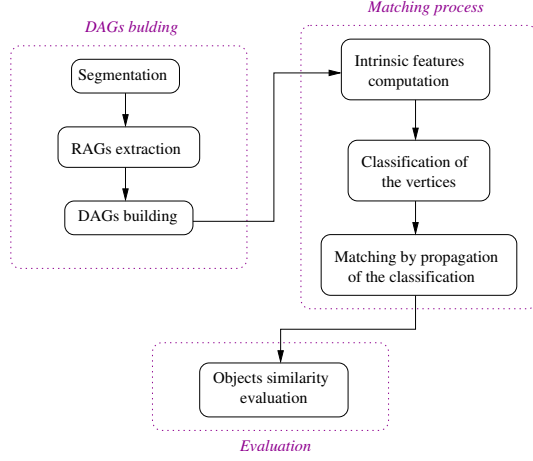 DAGs bulding
Segmentation
RAGs extraction
DAGs building
Matching process
Intrinsic features
computation
Classification of
the vertices
Matching by propagation
of the classification
Objects similarity
evaluation
Evaluation